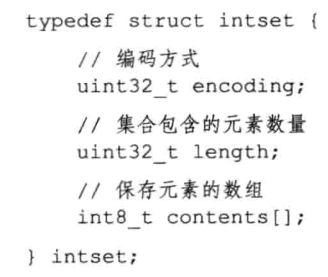 typedef struct intset {
// 编码方式
uint32_t encoding;
// 集合包含的元素数量
uint32_t length;
// 保存元素的数组
int8_t contents[];
} intset;